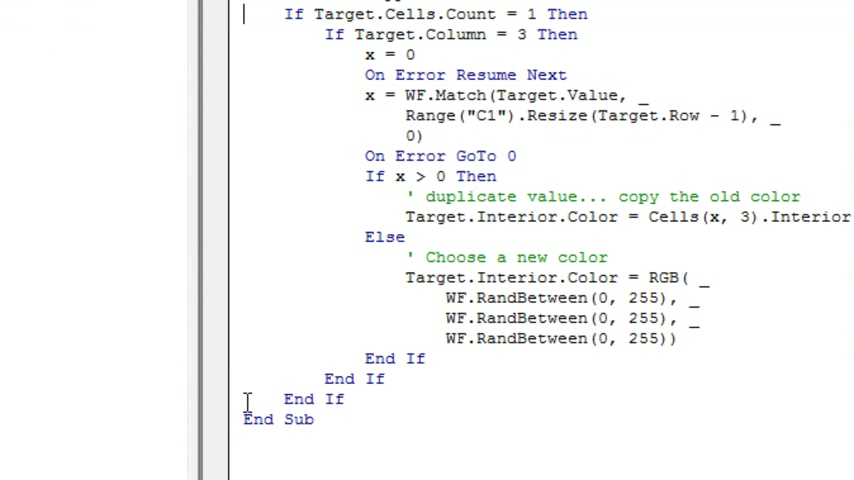 If Target.Cells.Count = 1 Then
If Target.Column = 3 Then
x = 0
On Error Resume Next
x = WF.Match(Target.Value, _
Range("C1").Resize(Target.Row - 1), _
0)
On Error GoTo 0
If x > 0 Then
' duplicate value... copy the old color
Target.Interior.Color = Cells(x, 3).Interior
Else
' Choose a new color
Target.Interior.Color = RGB( _
WF.RandBetween(0, 255), _
WF.RandBetween(0, 255), _
WF.RandBetween(0, 255))
End If
End If
End If
End Sub